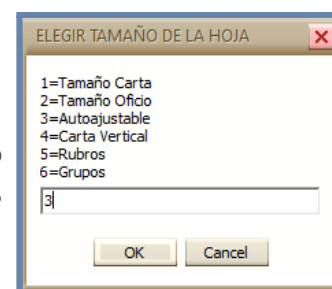 ELEGIR TAMAÑO DE LA HOJA
1=Tamaño Carta
2=Tamaño Oficio
3=Autoajustable
4=Carta Vertical
5=Rubros
6=Grupos
3
OK Cancel